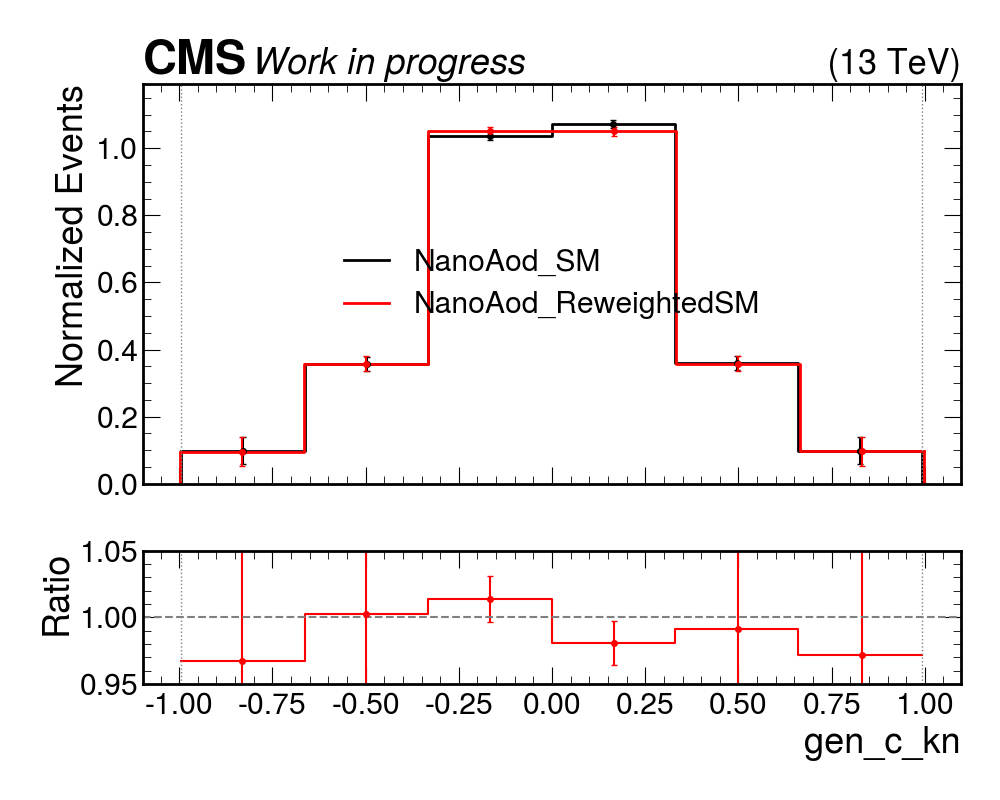 CMS Work in progress (13 TeV)
Normalized Events
1.0
0.8
0.6
0.4
0.2
0.0
NanoAod_SM
NanoAod_ReweightedSM
Ratio
1.05
1.00
0.95
-1.00 -0.75 -0.50 -0.25 0.00 0.25 0.50 0.75 1.00
gen_c_kn